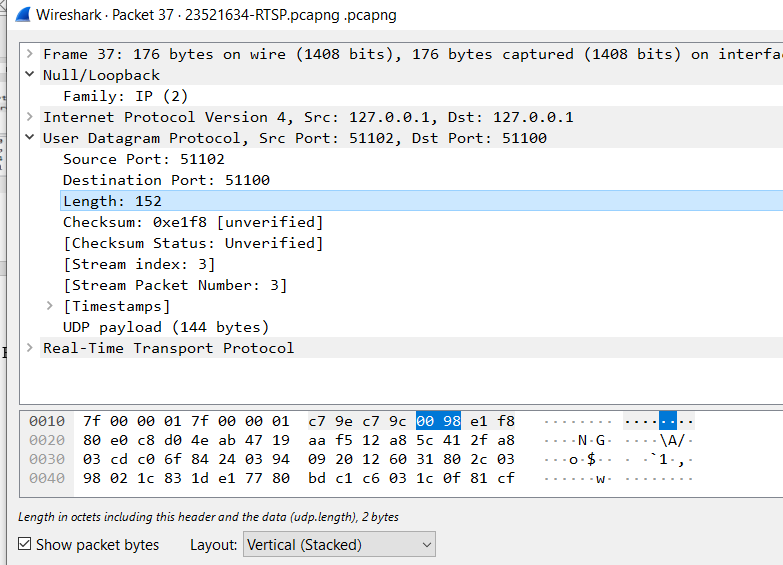 Wireshark · Packet 37 · 23521634-RTSP.pcapng .pcapng
Frame 37: 176 bytes on wire (1408 bits), 176 bytes captured (1408 bits) on interfa
Null/Loopback
Family: IP (2)
Internet Protocol Version 4, Src: 127.0.0.1, Dst: 127.0.0.1
User Datagram Protocol, Src Port: 51102, Dst Port: 51100
Source Port: 51102
Destination Port: 51100
Length: 152
Checksum: 0xe1f8 [unverified]
[Checksum Status: Unverified]
[Stream index: 3]
[Stream Packet Number: 3]
[Timestamps]
UDP payload (144 bytes)
Real-Time Transport Protocol
0010 7f 00 00 01 7f 00 00 01 c7 9e c7 9c 00 98 e1 f8 ········ ········
0020 80 e0 c8 d0 4e ab 47 19 aa f5 12 a8 5c 41 2f a8 ····N·G· ····\A/·
0030 03 cd c0 6f 84 24 03 94 09 20 12 60 31 80 2c 03 ···o·$·· · ·`1·,·
0040 98 02 1c 83 1d e1 77 80 bd c1 c6 03 1c 0f 81 cf ······w· ········
Length in octets including this header and the data (udp.length), 2 bytes
Show packet bytes Layout: Vertical (Stacked)